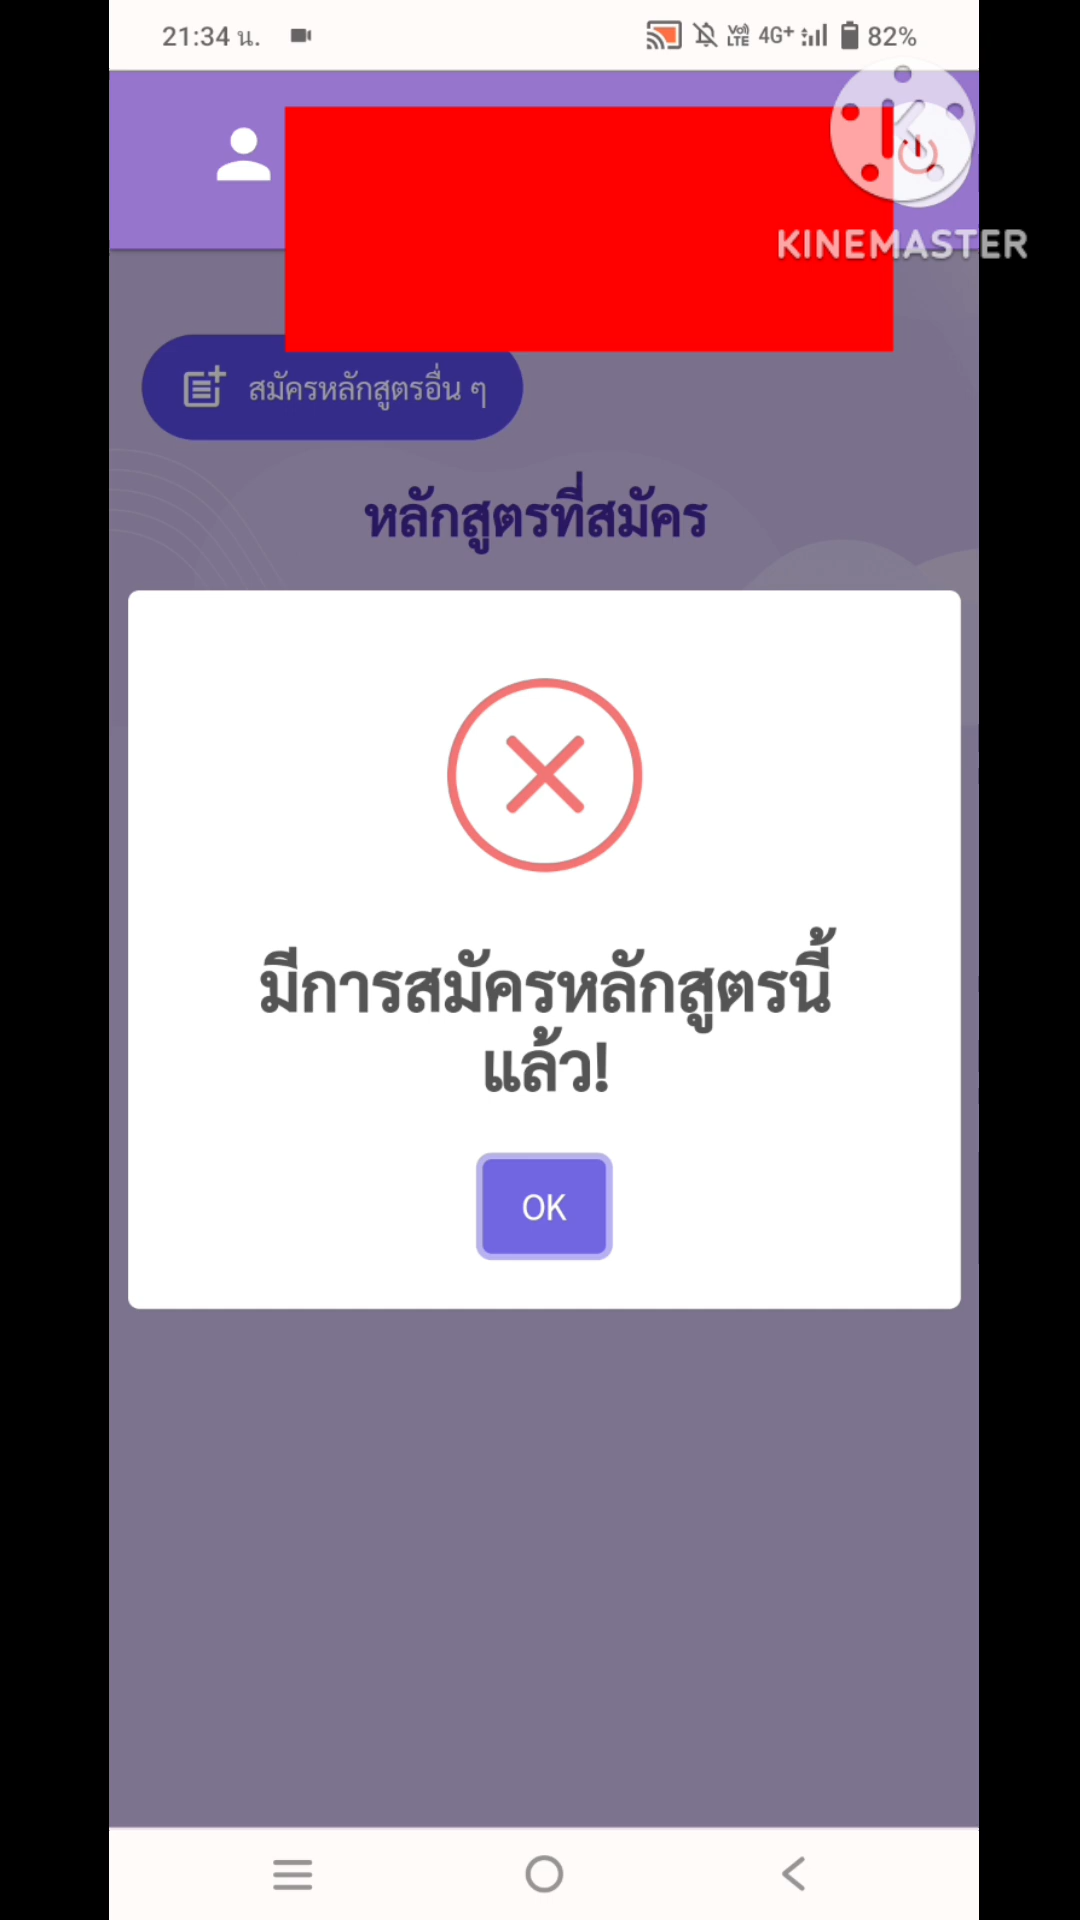 21:34 น. VoI) LTE 4G+ 82%
KINEMASTER
สมัครหลักสูตรอื่น ๆ
หลักสูตรที่สมัคร
มีการสมัครหลักสูตรนี้
แล้ว!
OK